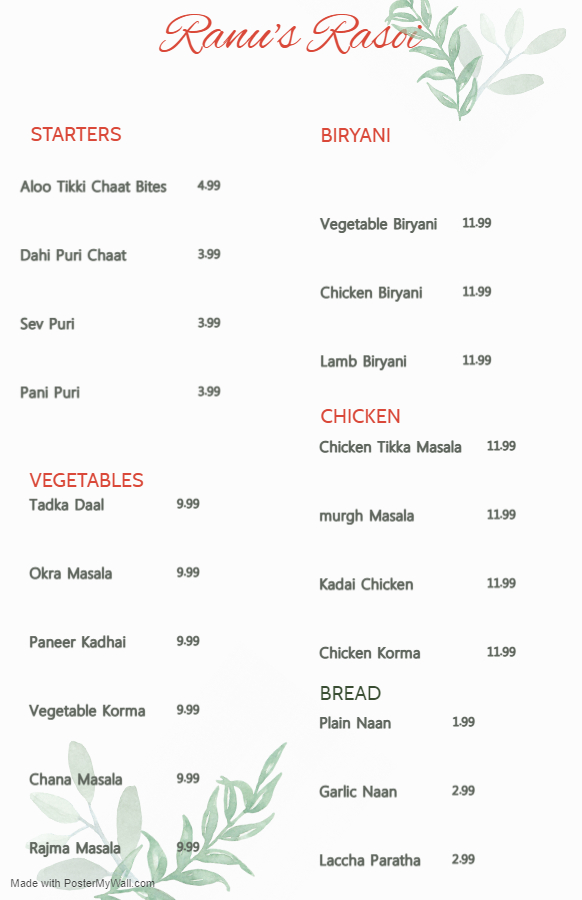 Ranu's Rasoi
STARTERS
Aloo Tikki Chaat Bites 4.99
Dahi Puri Chaat 3.99
Sev Puri 3.99
Pani Puri 3.99
VEGETABLES
Tadka Daal 9.99
Okra Masala 9.99
Paneer Kadhai 9.99
Vegetable Korma 9.99
Chana Masala 9.99
Rajma Masala 9.99
BIRYANI
Vegetable Biryani 11.99
Chicken Biryani 11.99
Lamb Biryani 11.99
CHICKEN
Chicken Tikka Masala 11.99
murgh Masala 11.99
Kadai Chicken 11.99
Chicken Korma 11.99
BREAD
Plain Naan 1.99
Garlic Naan 2.99
Laccha Paratha 2.99
Made with PosterMyWall.com